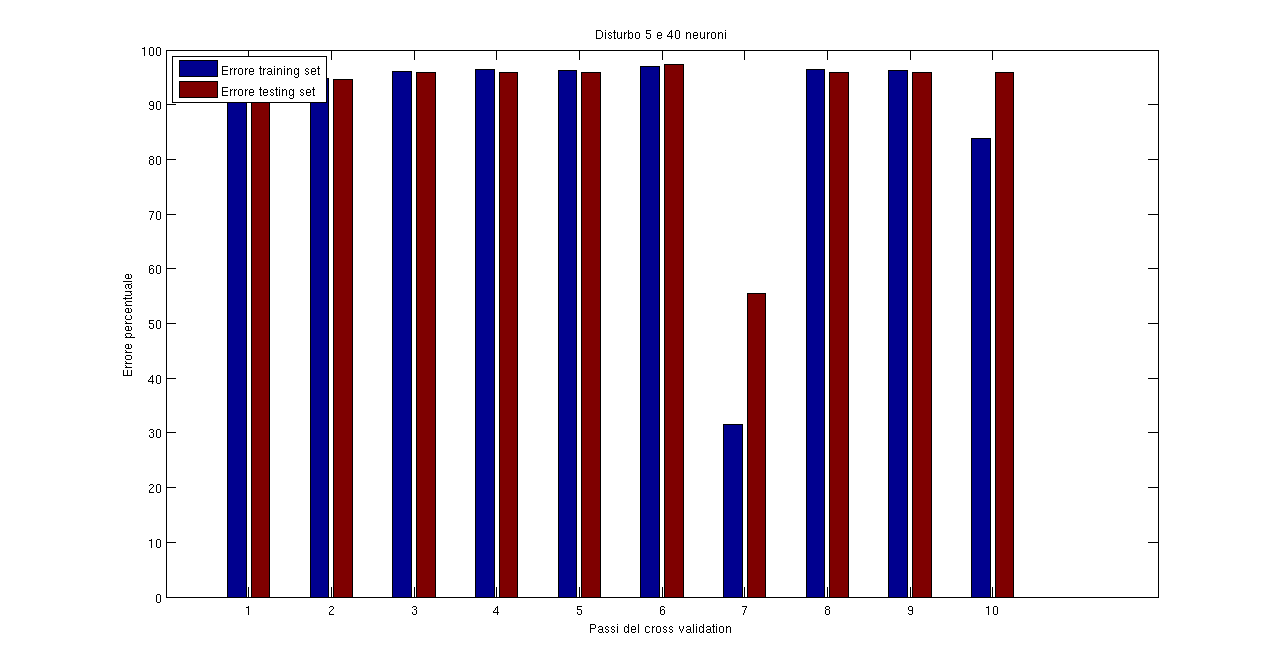 Disturbo 5 e 40 neuroni
Errore training set
Errore testing set
100
90
80
70
60
50
40
30
20
10
0
Errore percentuale
1 2 3 4 5 6 7 8 9 10
Passi del cross validation